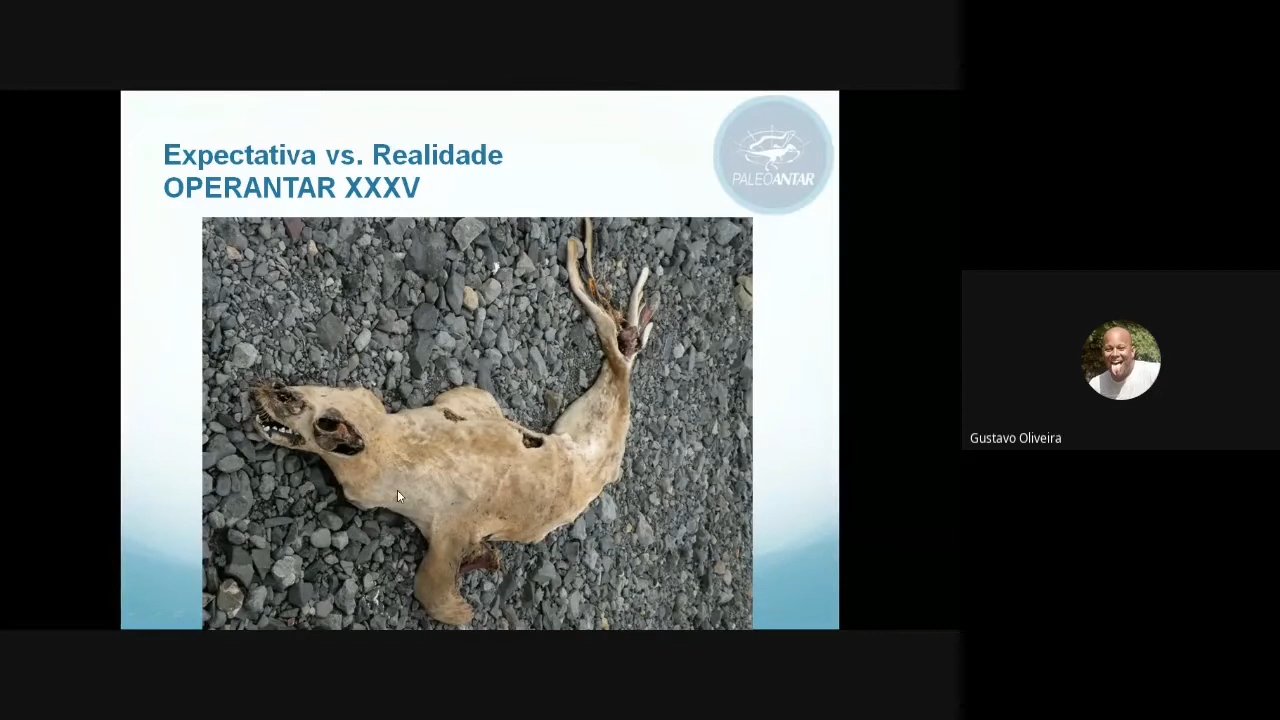 Expectativa vs. Realidade
OPERANTAR XXXV
PALEOANTAR
Gustavo Oliveira